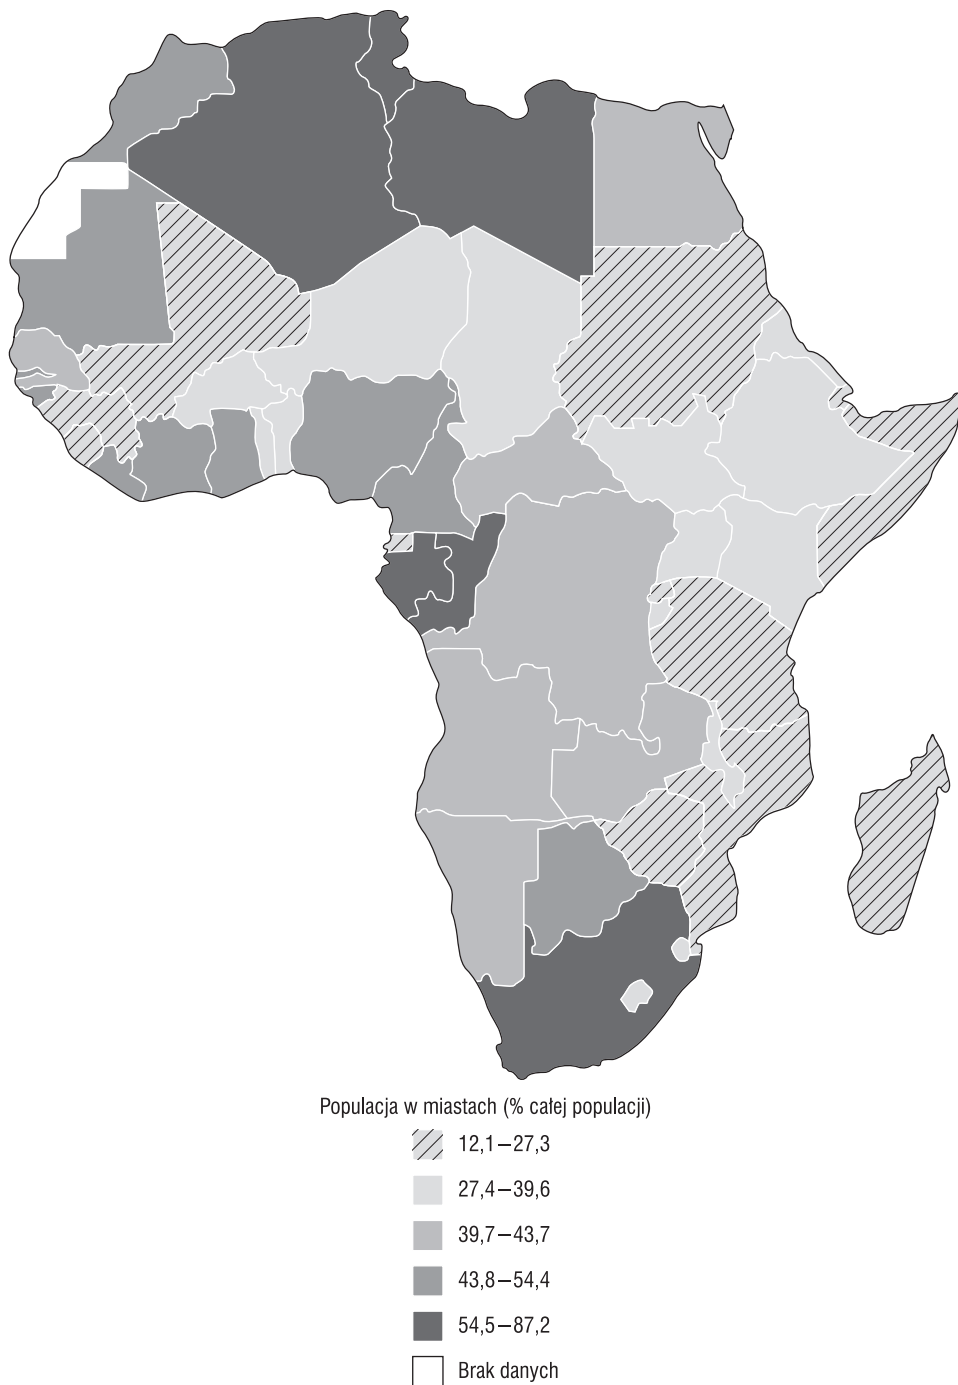 Populacja w miastach (% całej populacji)
12,1–27,3
27,4–39,6
39,7–43,7
43,8–54,4
54,5–87,2
Brak danych